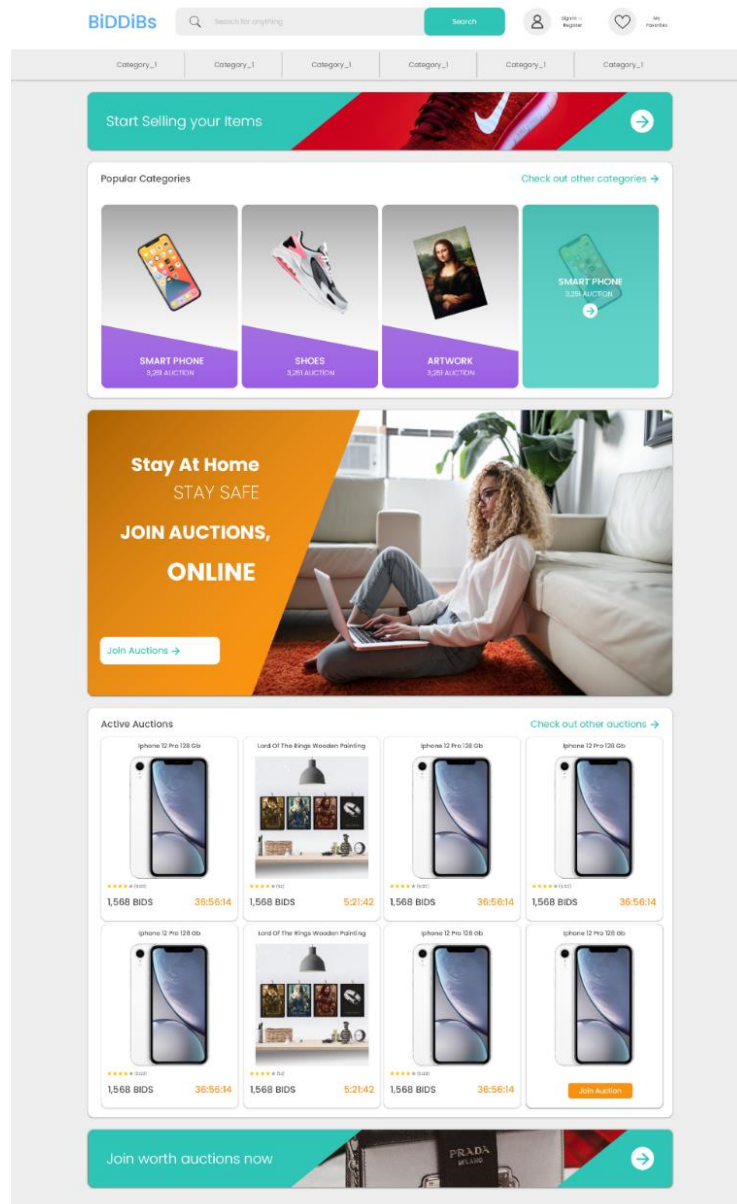 BiDDiBs
Search for anything
Search
Sign In
Register
My
Favorites
Category_1
Category_1
Category_1
Category_1
Category_1
Category_1
Start Selling your Items
Popular Categories
Check out other categories →
SMART PHONE
3,251 AUCTION
SHOES
3,251 AUCTION
ARTWORK
3,251 AUCTION
SMART PHONE
3,251 AUCTION
Stay At Home
STAY SAFE
JOIN AUCTIONS,
ONLINE
Join Auctions →
Active Auctions
Check out other auctions →
Iphone 12 Pro 128 Gb
1,568 BIDS
36:56:14
Lord Of The Rings Wooden Painting
1,568 BIDS
5:21:42
Iphone 12 Pro 128 Gb
1,568 BIDS
36:56:14
Iphone 12 Pro 128 Gb
1,568 BIDS
36:56:14
Iphone 12 Pro 128 Gb
1,568 BIDS
36:56:14
Lord Of The Rings Wooden Painting
1,568 BIDS
5:21:42
Iphone 12 Pro 128 Gb
1,568 BIDS
36:56:14
Iphone 12 Pro 128 Gb
Join Auction
Join worth auctions now
PRADA
MILANO